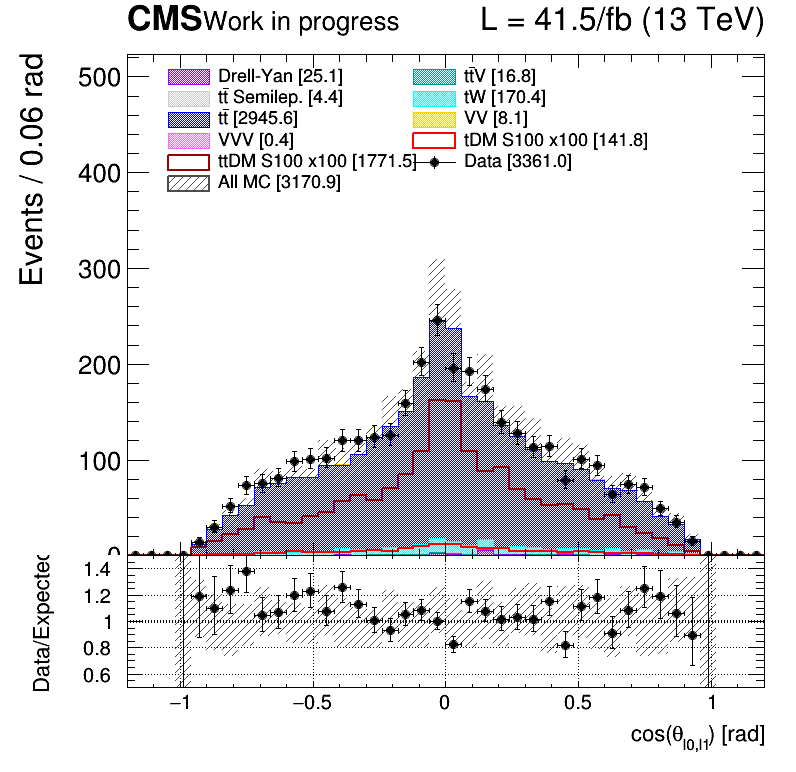 CMS Work in progress L = 41.5/fb (13 TeV)
Events / 0.06 rad
500
400
300
200
100
0
Drell-Yan [25.1] tt̄V [16.8]
tt̄ Semilep. [4.4] tW [170.4]
tt̄ [2945.6] VV [8.1]
VVV [0.4] tDM S100 x100 [141.8]
ttDM S100 x100 [1771.5] Data [3361.0]
All MC [3170.9]
Data/Expected
1.4
1.2
1
0.8
0.6
−1 −0.5 0 0.5 1
cos(θl0,l1) [rad]